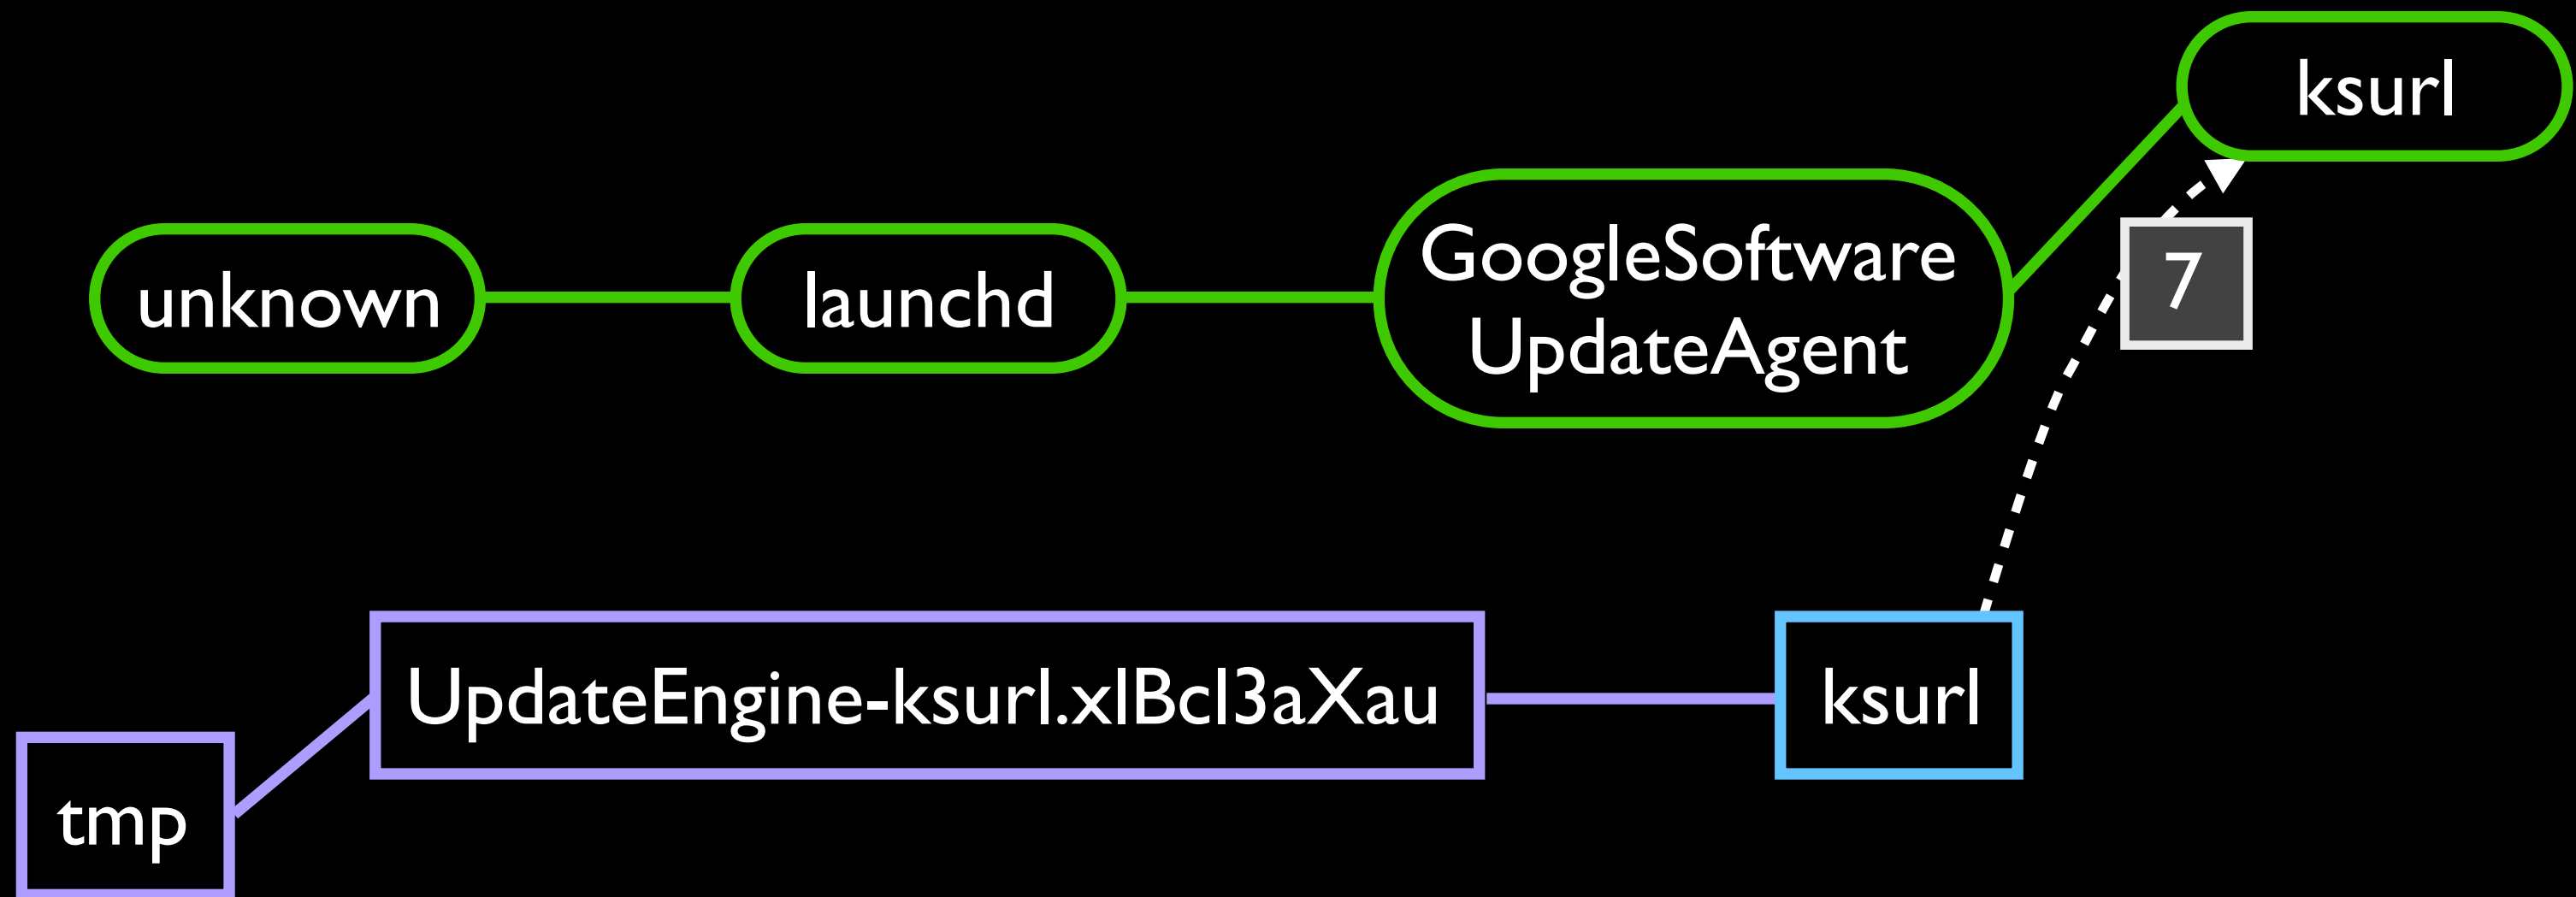 ksurl
unknown
launchd
GoogleSoftware
UpdateAgent
7
UpdateEngine-ksurl.xlBcl3aXau
ksurl
tmp